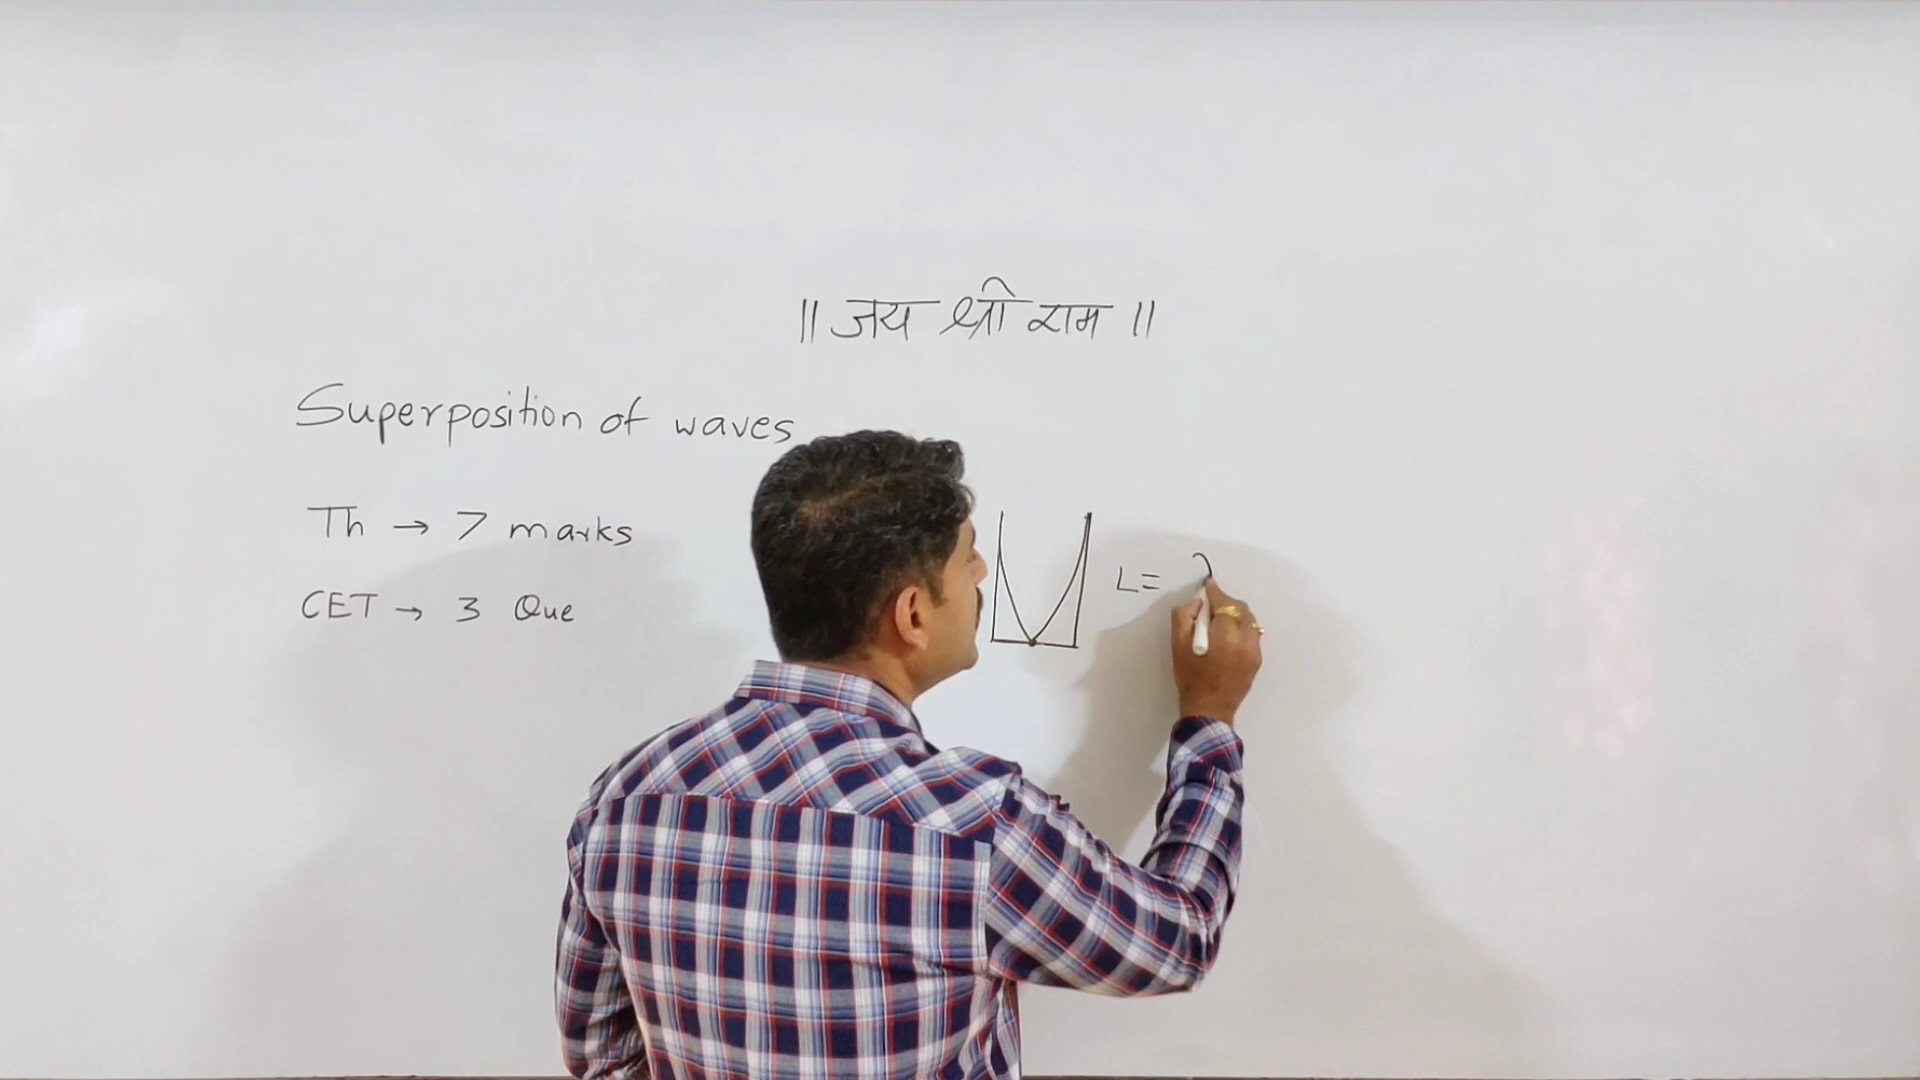 ॥ जय श्री राम ॥
Superposition of waves
Th → 7 marks
CET → 3 Que
L =